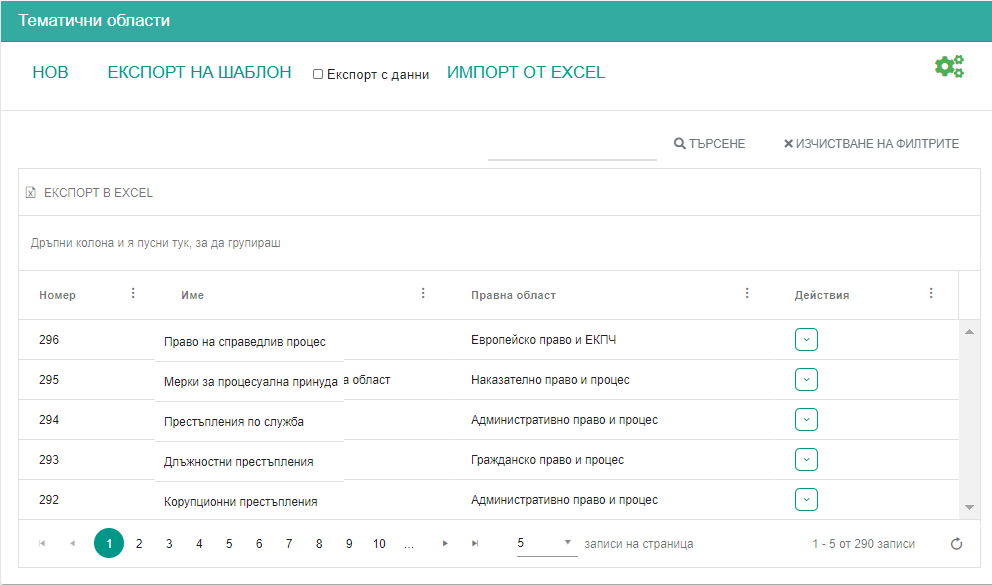 Тематични области
НОВ ЕКСПОРТ НА ШАБЛОН Експорт с данни ИМПОРТ ОТ EXCEL
ТЪРСЕНЕ ИЗЧИСТВАНЕ НА ФИЛТРИТЕ
ЕКСПОРТ В EXCEL
Дръпни колона и я пусни тук, за да групираш
Номер Име Правна област Действия
296 Право на справедлив процес Европейско право и ЕКПЧ
295 Мерки за процесуална принуда а област Наказателно право и процес
294 Престъпления по служба Административно право и процес
293 Длъжностни престъпления Гражданско право и процес
292 Корупционни престъпления Административно право и процес
1 2 3 4 5 6 7 8 9 10 ... 5 записи на страница 1 - 5 от 290 записи